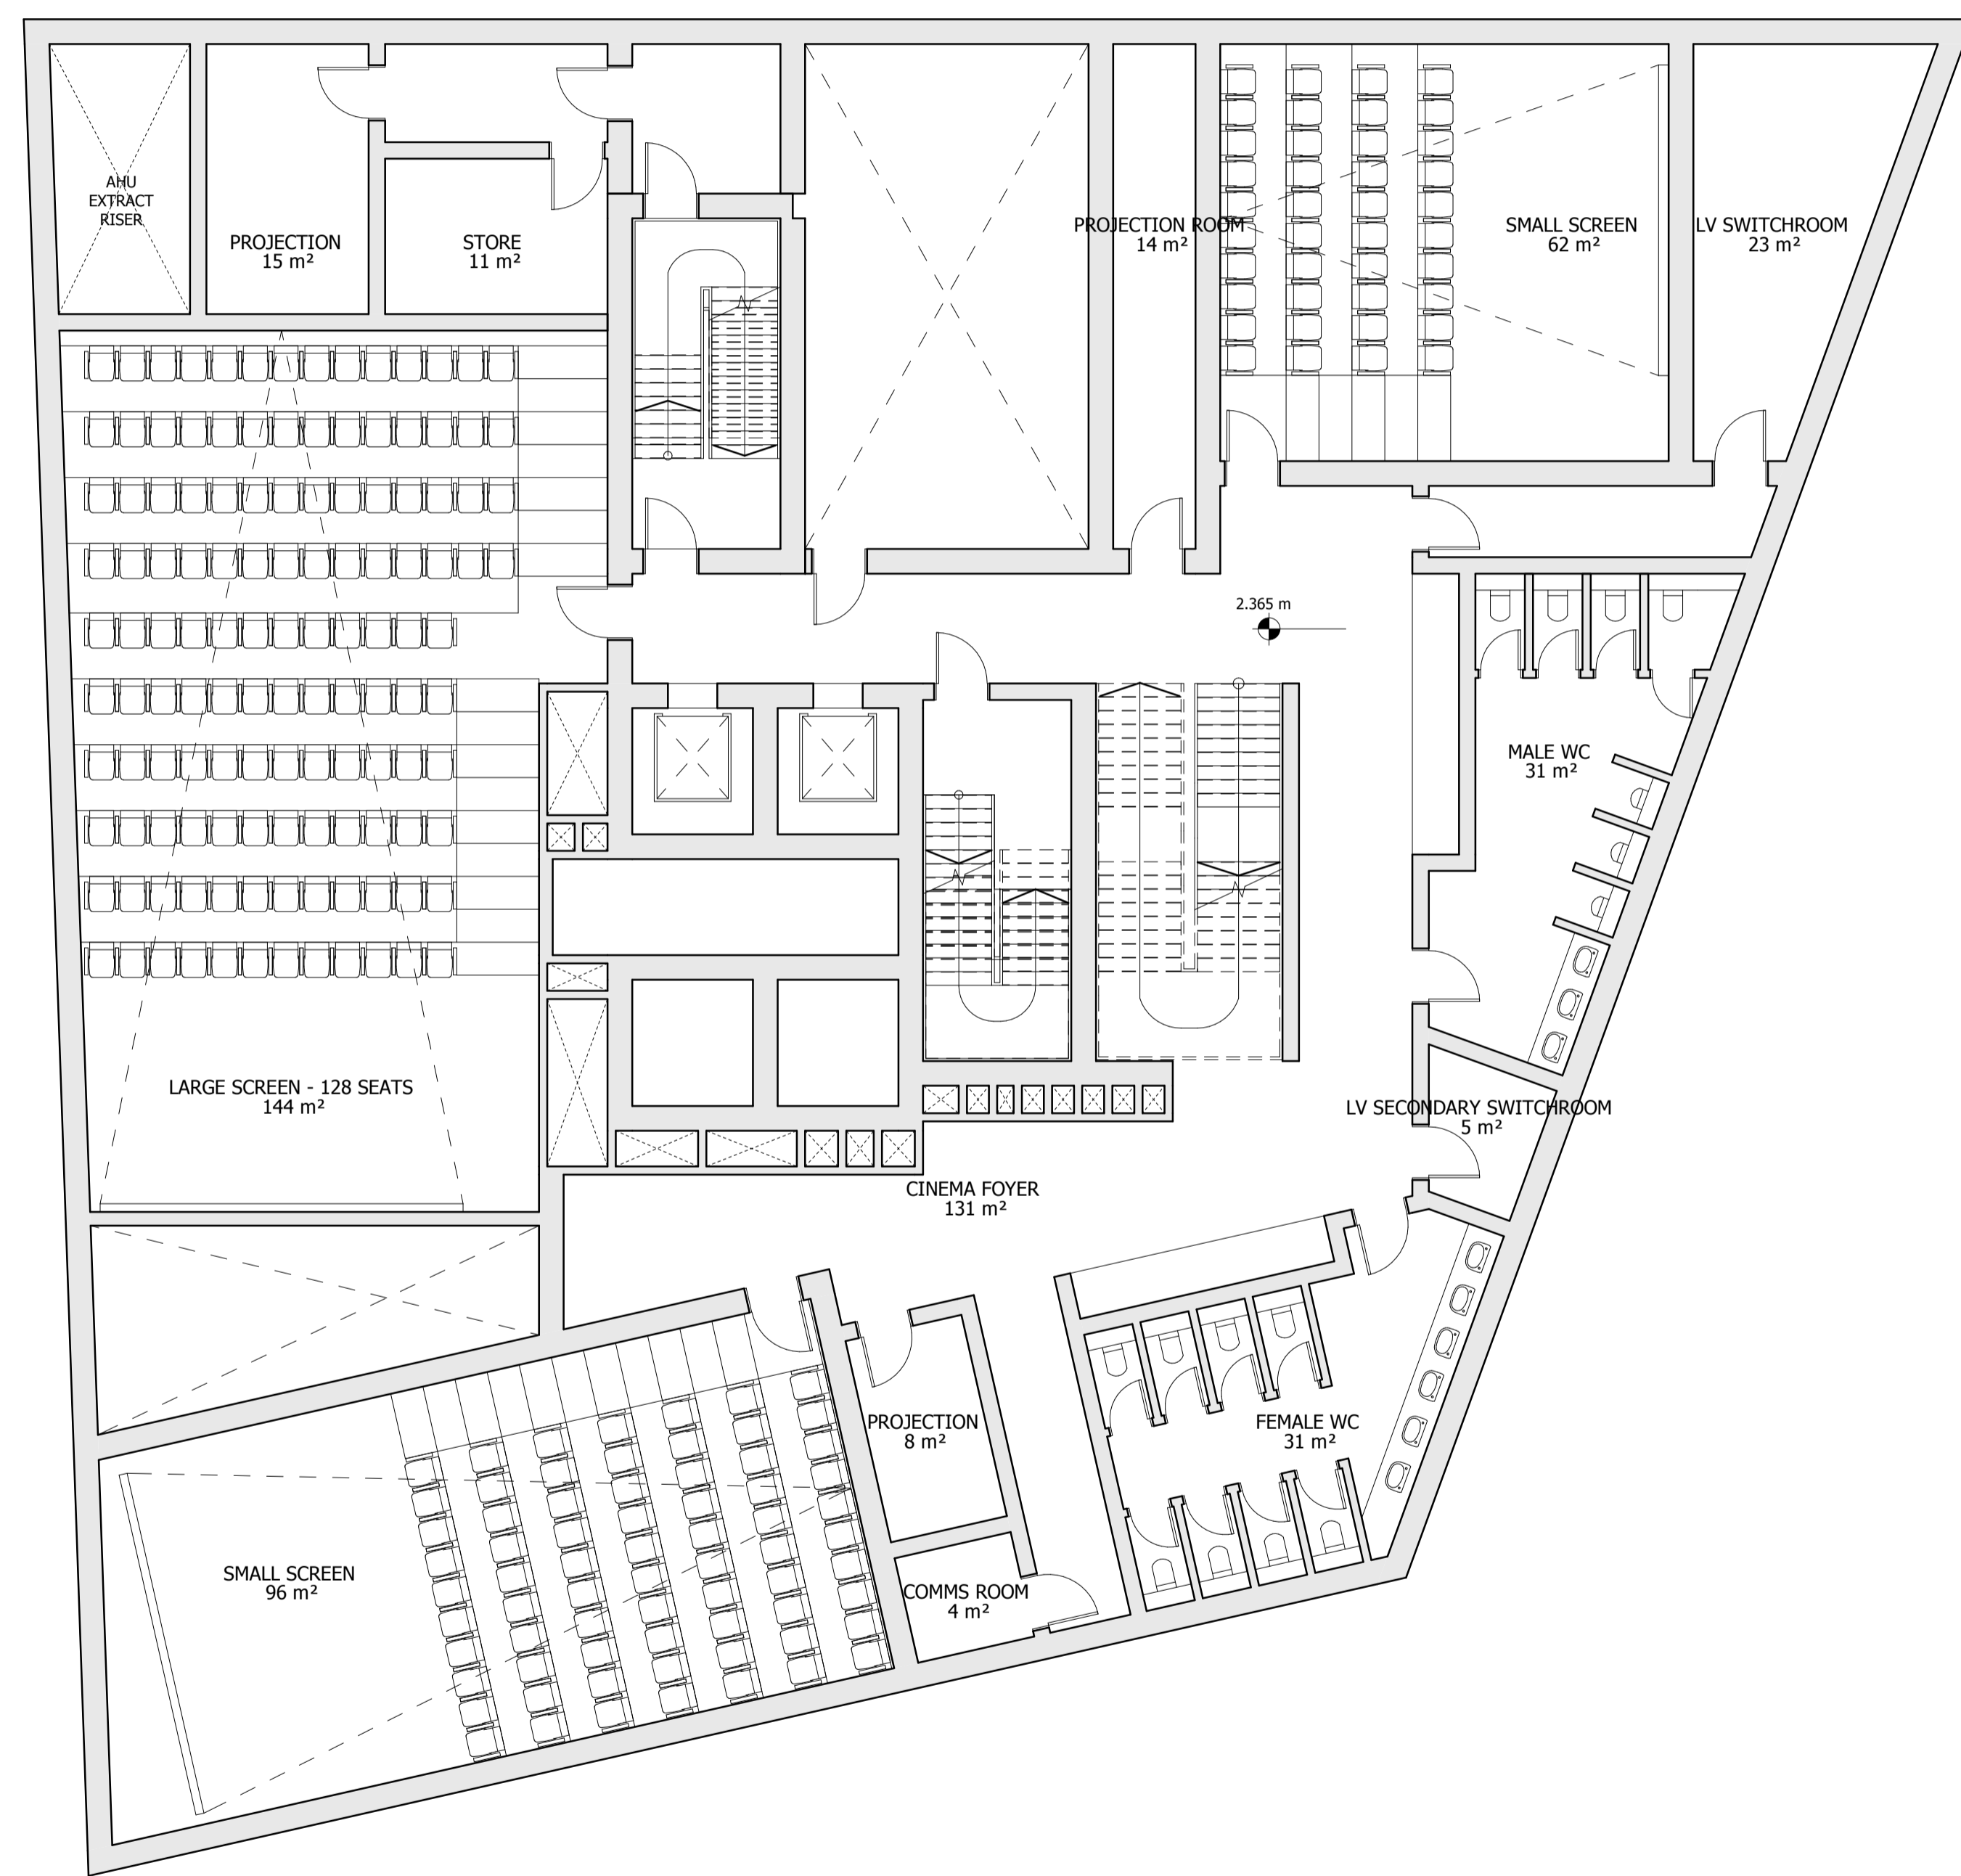 AHU
EXTRACT
RISER
PROJECTION
15 m²
STORE
11 m²
PROJECTION ROOM
14 m²
SMALL SCREEN
62 m²
LV SWITCHROOM
23 m²
2.365 m
MALE WC
31 m²
LARGE SCREEN - 128 SEATS
144 m²
LV SECONDARY SWITCHROOM
5 m²
CINEMA FOYER
131 m²
PROJECTION
8 m²
FEMALE WC
31 m²
SMALL SCREEN
96 m²
COMMS ROOM
4 m²